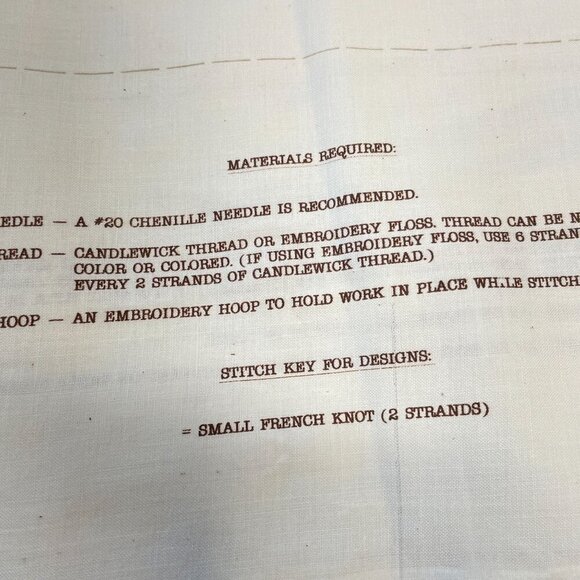 MATERIALS REQUIRED:
EDLE — A #20 CHENILLE NEEDLE IS RECOMMENDED.
READ — CANDLEWICK THREAD OR EMBROIDERY FLOSS. THREAD CAN BE N
COLOR OR COLORED. (IF USING EMBROIDERY FLOSS, USE 6 STRAN
EVERY 2 STRANDS OF CANDLEWICK THREAD.)
HOOP — AN EMBROIDERY HOOP TO HOLD WORK IN PLACE WHILE STITCH
STITCH KEY FOR DESIGNS:
= SMALL FRENCH KNOT (2 STRANDS)